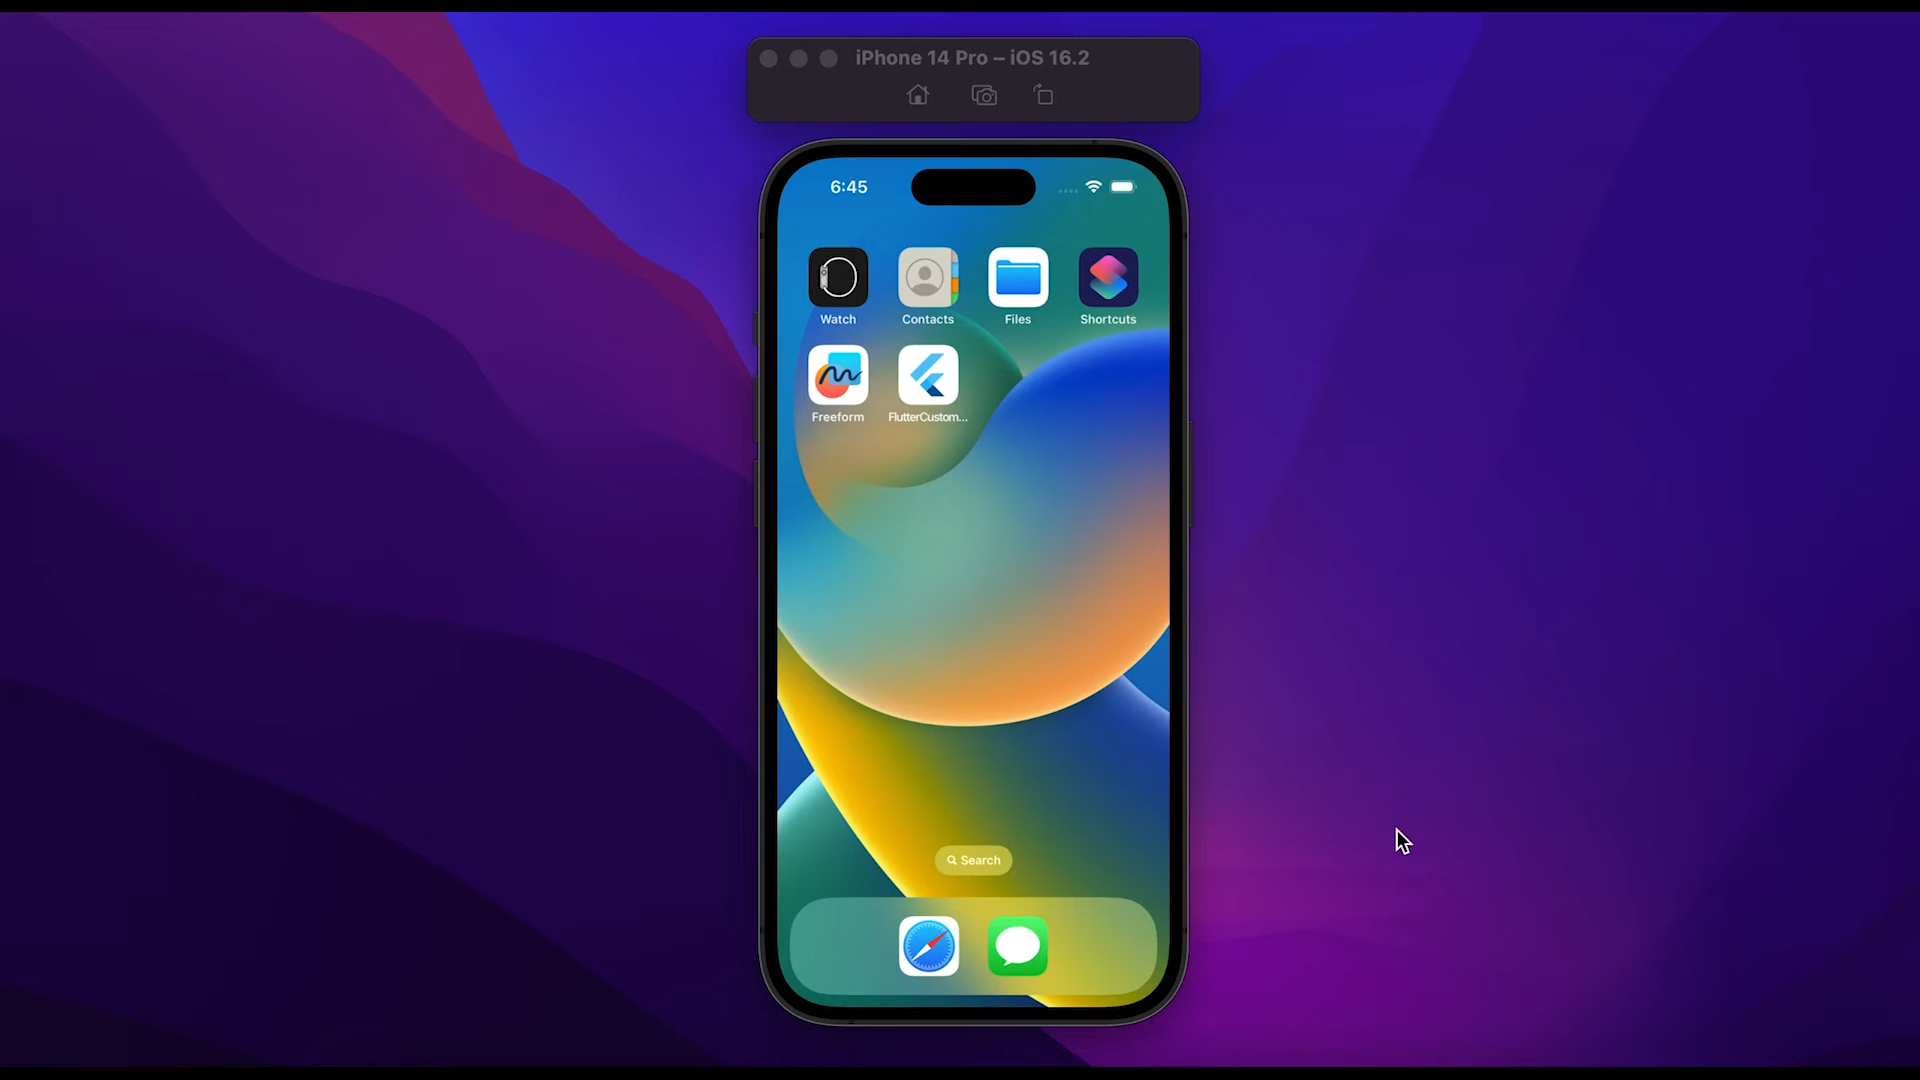 iPhone 14 Pro – iOS 16.2
6:45
Watch
Contacts
Files
Shortcuts
Freeform
FlutterCustom...
Search